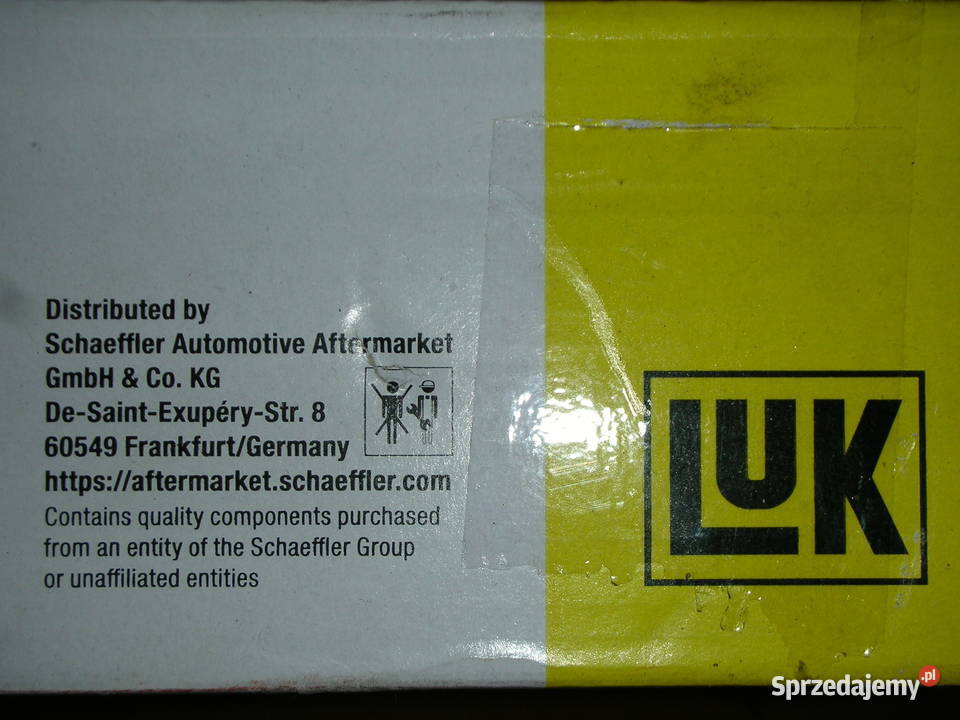 Distributed by
Schaeffler Automotive Aftermarket
GmbH & Co. KG
De-Saint-Exupéry-Str. 8
60549 Frankfurt/Germany
https://aftermarket.schaeffler.com
Contains quality components purchased
from an entity of the Schaeffler Group
or unaffiliated entities
LuK
Sprzedajemy.pl